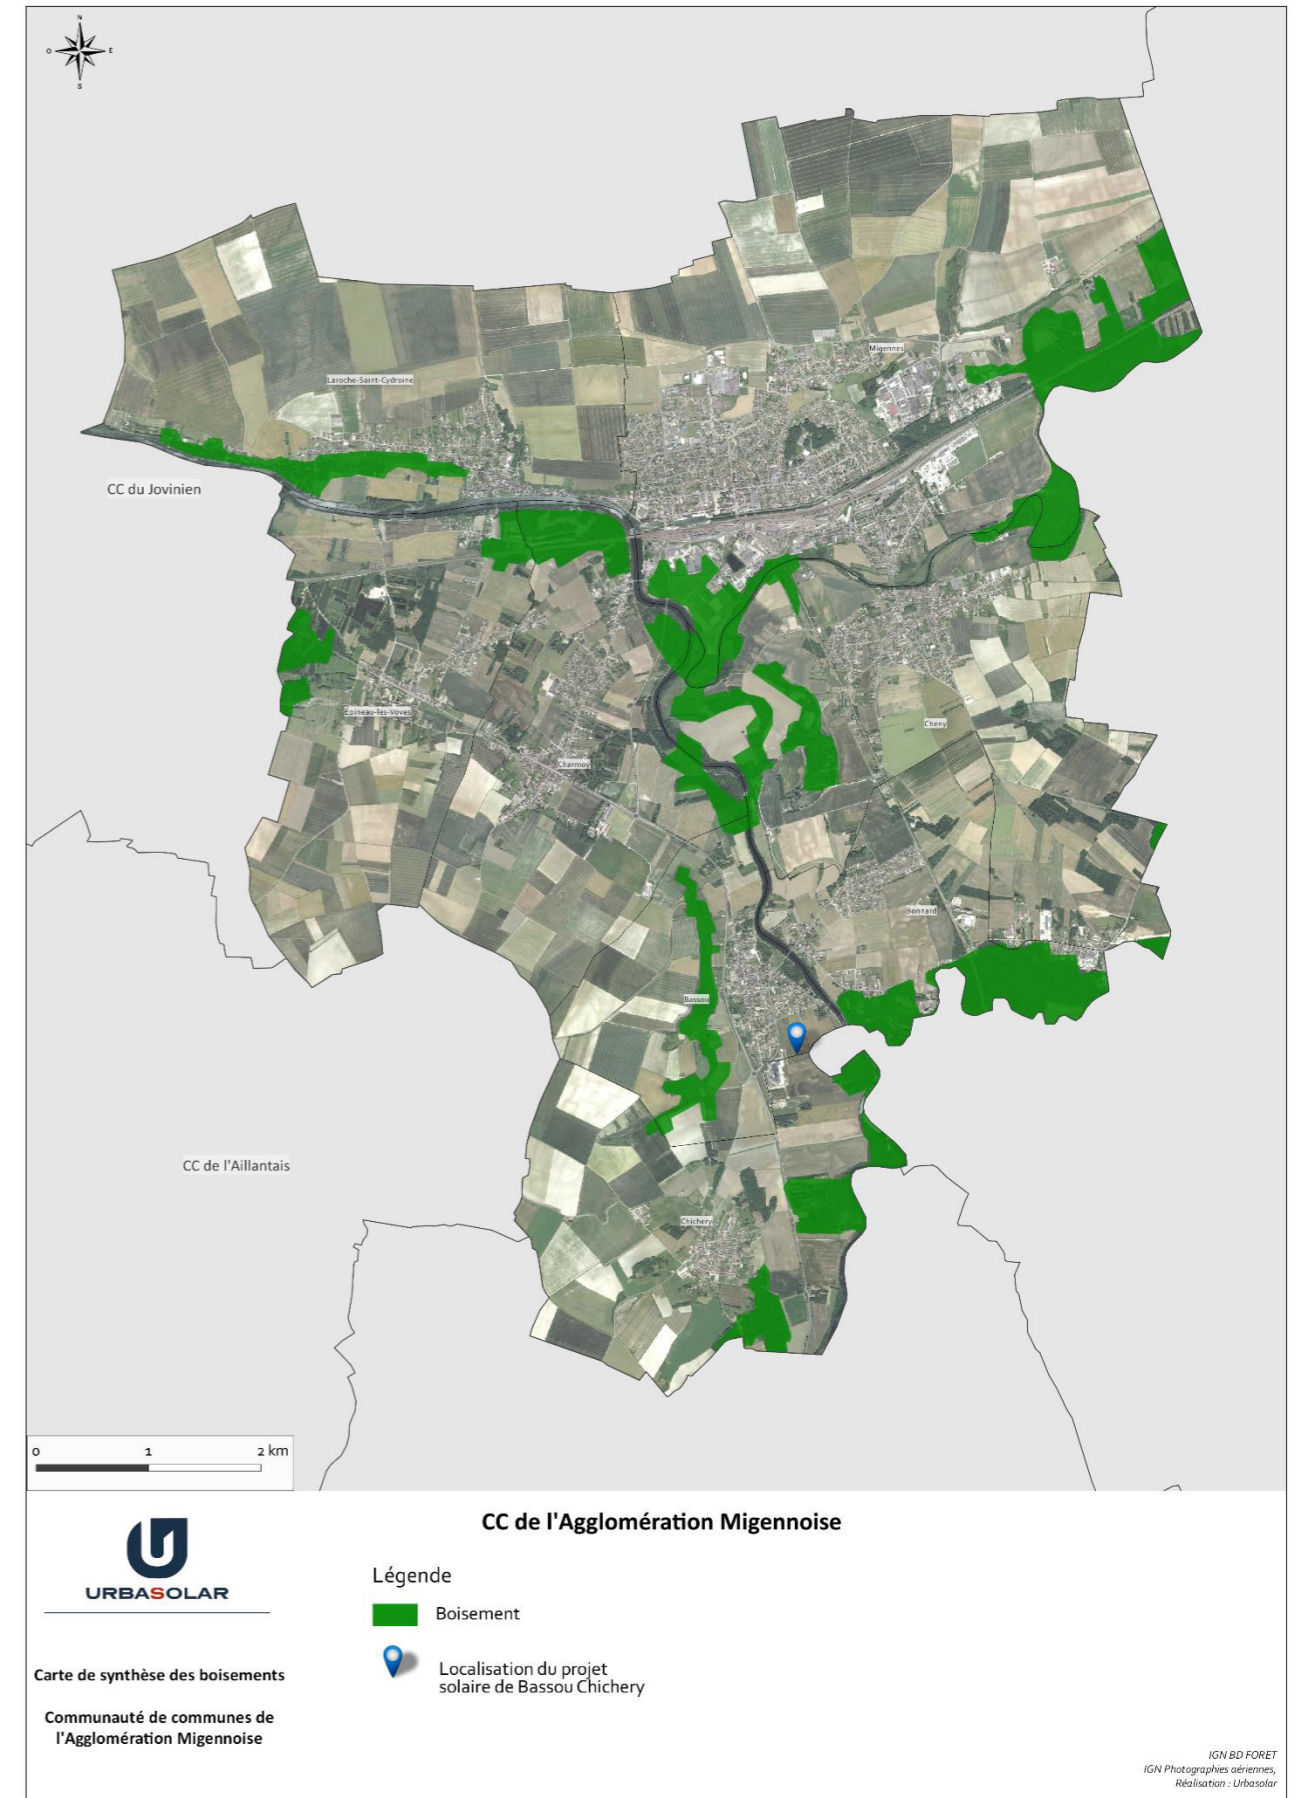 N
O E
S
Migennes
Laroche-Saint-Cydroine
CC du Jovinien
Épineau-les-Voves
Cheny
Charmoy
Bonnard
Bassou
CC de l'Aillantais
Chichery
0 1 2 km
CC de l'Agglomération Migennoise
Légende
URBASOLAR
Boisement
Localisation du projet
solaire de Bassou Chichery
Carte de synthèse des boisements
Communauté de communes de
l'Agglomération Migennoise
IGN BD FORET
IGN Photographies aériennes,
Réalisation : Urbasolar